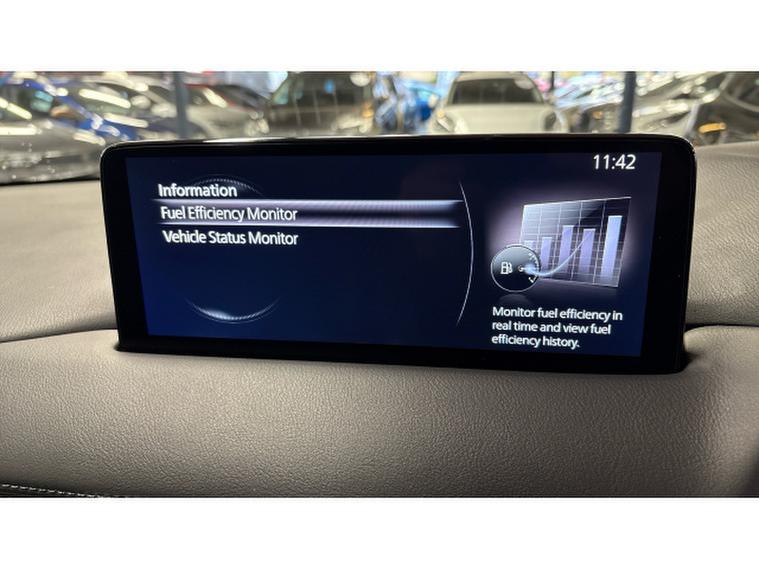 11:42
Information
Fuel Efficiency Monitor
Vehicle Status Monitor
Monitor fuel efficiency in
real time and view fuel
efficiency history.